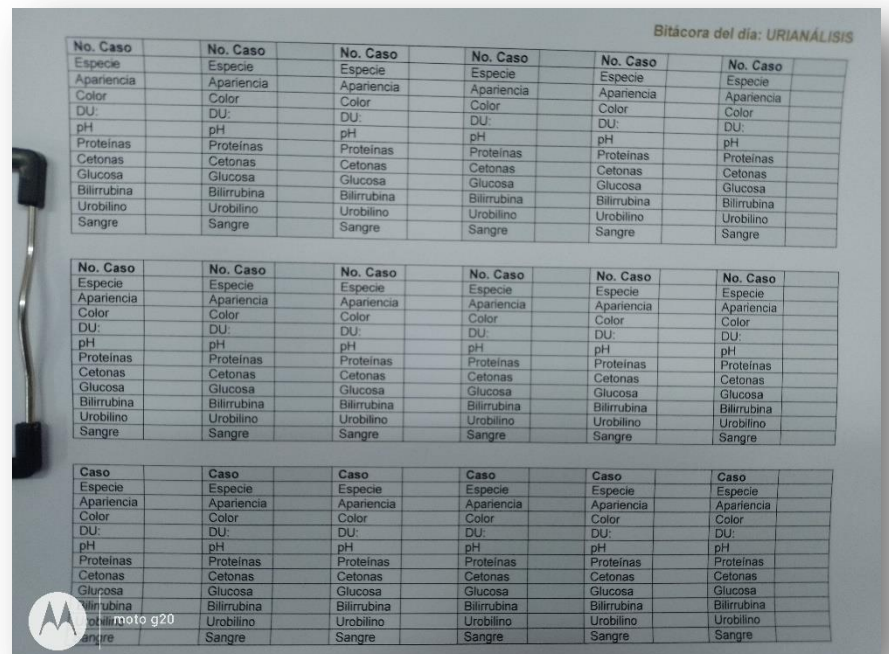 Bitácora del día: URIANÁLISIS
No. Caso No. Caso No. Caso No. Caso No. Caso No. Caso
Especie Especie Especie Especie Especie Especie
Apariencia Apariencia Apariencia Apariencia Apariencia Apariencia
Color Color Color Color Color Color
DU: DU: DU: DU: DU: DU:
pH pH pH pH pH pH
Proteínas Proteínas Proteínas Proteínas Proteínas Proteínas
Cetonas Cetonas Cetonas Cetonas Cetonas Cetonas
Glucosa Glucosa Glucosa Glucosa Glucosa Glucosa
Bilirrubina Bilirrubina Bilirrubina Bilirrubina Bilirrubina Bilirrubina
Urobilino Urobilino Urobilino Urobilino Urobilino Urobilino
Sangre Sangre Sangre Sangre Sangre Sangre
No. Caso No. Caso No. Caso No. Caso No. Caso No. Caso
Especie Especie Especie Especie Especie Especie
Apariencia Apariencia Apariencia Apariencia Apariencia Apariencia
Color Color Color Color Color Color
DU: DU: DU: DU: DU: DU:
pH pH pH pH pH pH
Proteínas Proteínas Proteínas Proteínas Proteínas Proteínas
Cetonas Cetonas Cetonas Cetonas Cetonas Cetonas
Glucosa Glucosa Glucosa Glucosa Glucosa Glucosa
Bilirrubina Bilirrubina Bilirrubina Bilirrubina Bilirrubina Bilirrubina
Urobilino Urobilino Urobilino Urobilino Urobilino Urobilino
Sangre Sangre Sangre Sangre Sangre Sangre
Caso Caso Caso Caso Caso Caso
Especie Especie Especie Especie Especie Especie
Apariencia Apariencia Apariencia Apariencia Apariencia Apariencia
Color Color Color Color Color Color
DU: DU: DU: DU: DU: DU:
pH pH pH pH pH pH
Proteínas Proteínas Proteínas Proteínas Proteínas Proteínas
Cetonas Cetonas Cetonas Cetonas Cetonas Cetonas
Glucosa Glucosa Glucosa Glucosa Glucosa Glucosa
Bilirrubina Bilirrubina Bilirrubina Bilirrubina Bilirrubina Bilirrubina
Urobilino Urobilino Urobilino Urobilino Urobilino Urobilino
Sangre Sangre Sangre Sangre Sangre Sangre
moto g20